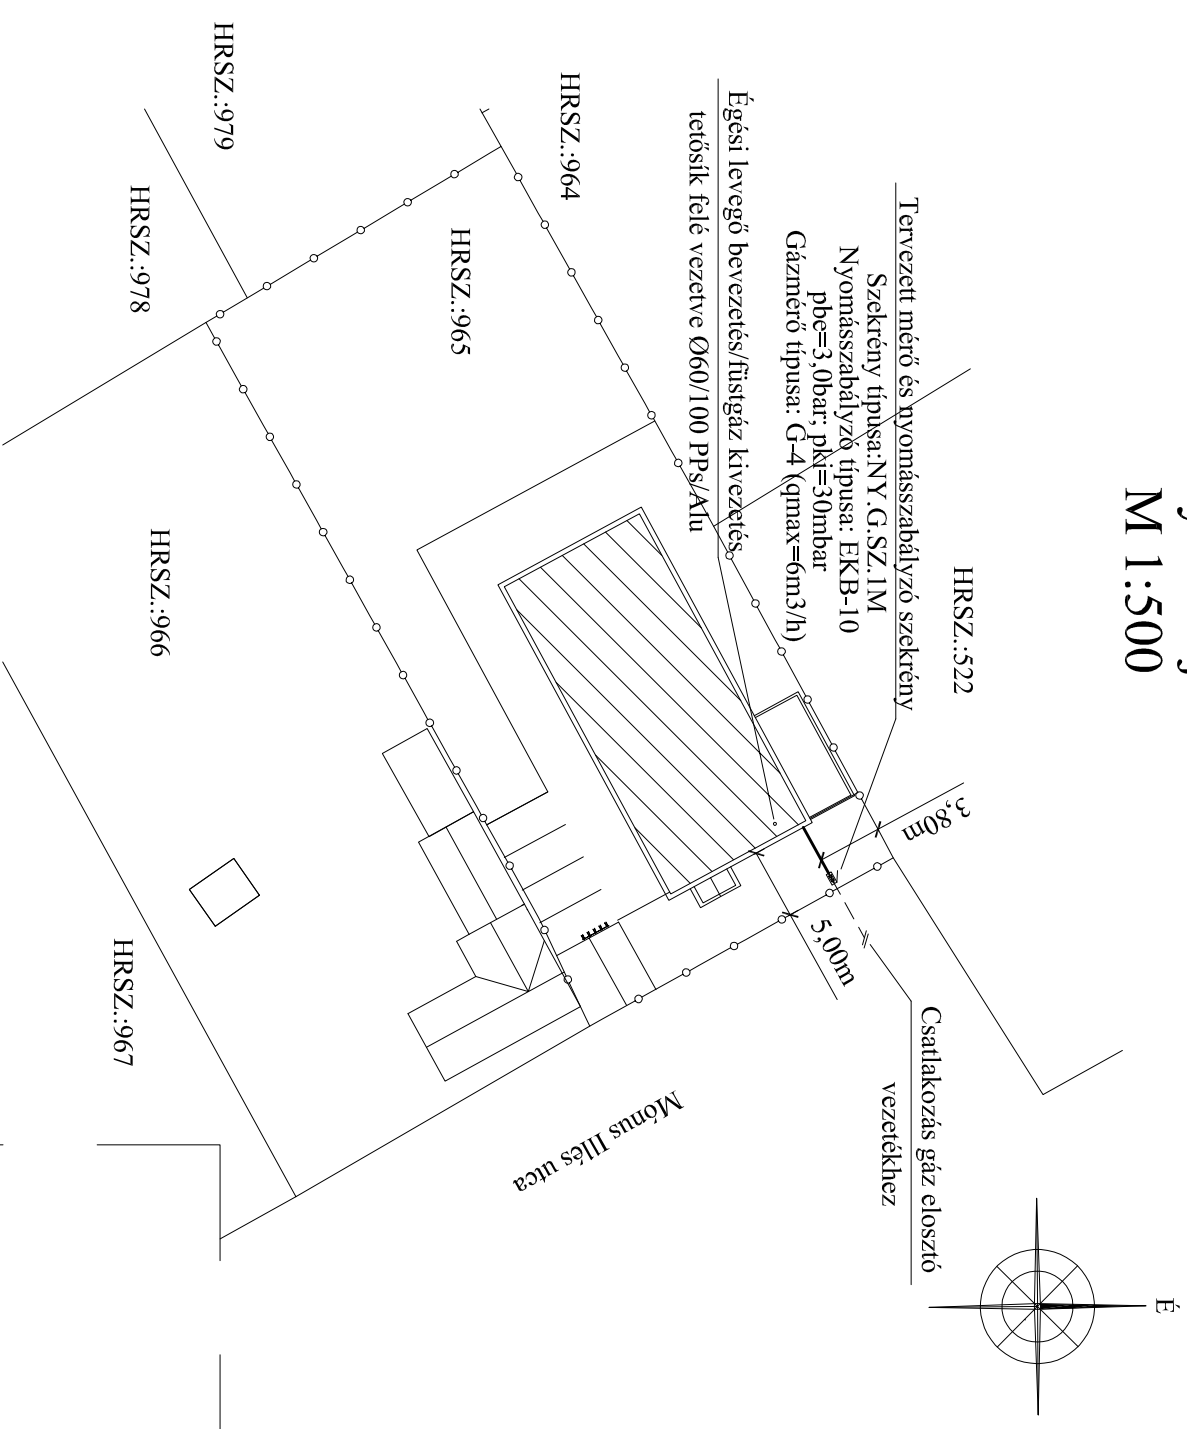 M 1:500
HRSZ.:522
Tervezett mérő és nyomásszabályzó szekrény
Szekrény típusa:NY.G.SZ.1M
Nyomásszabályzó típusa: EKB-10
pbe=3,0bar; pki=30mbar
Gázmérő típusa: G-4 (qmax=6m3/h)
Égési levegő bevezetés/füstgáz kivezetés
tetősík felé vezetve Ø60/100 PPs/Alu
HRSZ.:964
HRSZ.:965
HRSZ.:979
HRSZ.:978
HRSZ.:966
HRSZ.:967
3,80m
5,00m
Csatlakozás gáz elosztó
vezetékhez
Mónus Illés utca
É